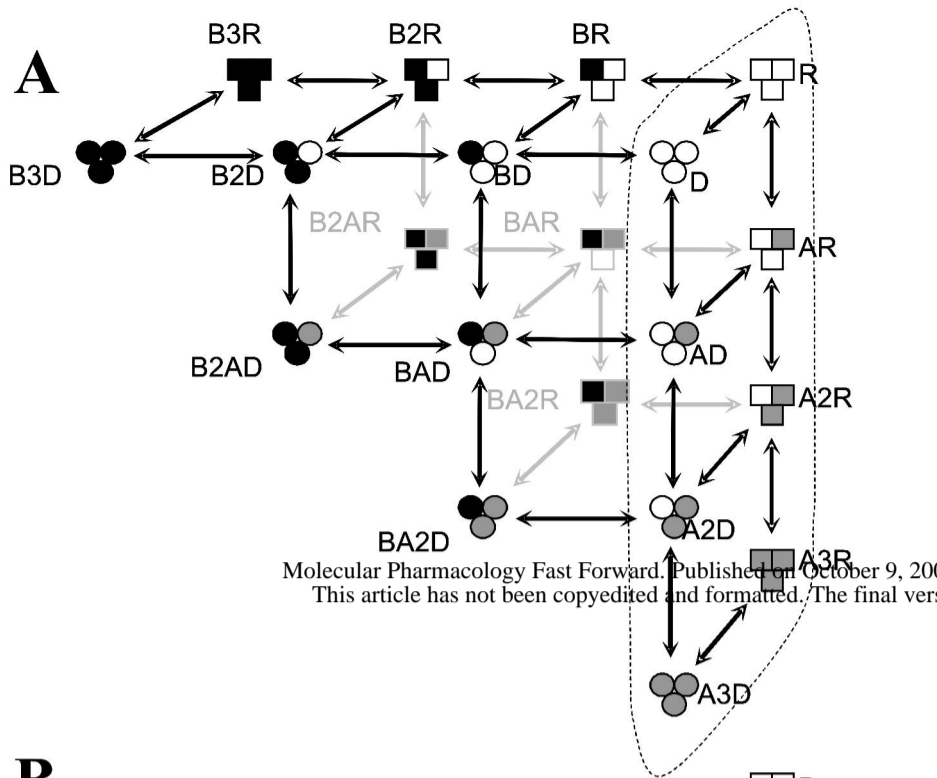 A
B3R B2R BR R
B3D B2D BD D
B2AR BAR AR
B2AD BAD AD
BA2R A2R
BA2D A2D
A3R
Molecular Pharmacology Fast Forward. Published on October 9, 200
This article has not been copyedited and formatted. The final vers
A3D
B